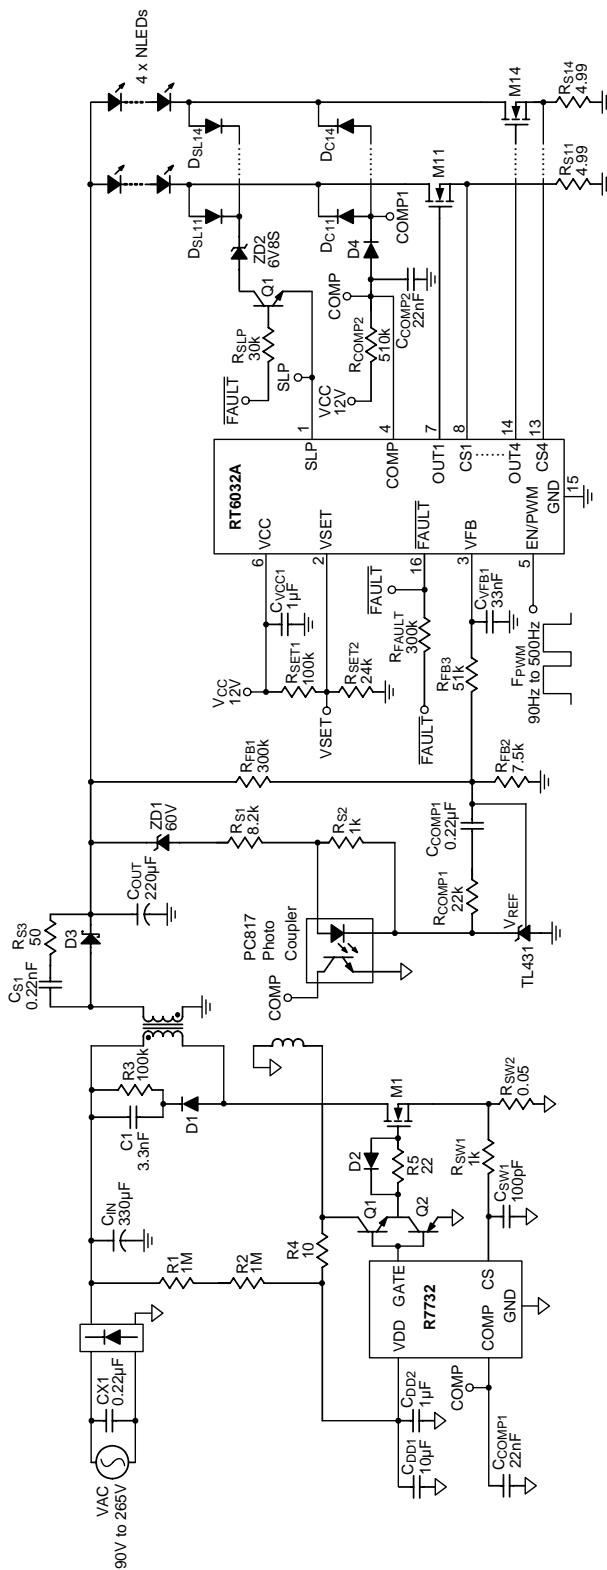 VAC
90V to 265V
CX1
0.22µF
CIN
330µF
R1
1M
R2
1M
C1
3.3nF
R3
100k
D1
CS1
0.22nF
RS3
50
D3
COUT
220µF
ZD1
60V
RS1
8.2k
RS2
1k
RFB1
300k
PC817
Photo
Coupler
COMP
RCOMP1
22k
CCOMP1
0.22µF
RFB2
7.5k
VREF
TL431
R4
10
Q1
Q2
D2
R5
22
M1
RSW1
1k
RSW2
0.05
CSW1
100pF
CDD1
10µF
CDD2
1µF
VDD
GATE
R7732
COMP
CS
GND
COMP
CCOMP1
22nF
VCC
12V
CVCC1
1µF
RSET1
100k
RSET2
24k
VSET
FAULT
RFAULT
300k
FAULT
RFB3
51k
CVFB1
33nF
FPWM
90Hz to 500Hz
RT6032A
6
VCC
2
VSET
16
FAULT
3
VFB
5
EN/PWM
GND
15
SLP
1
COMP
4
OUT1
7
CS1
8
OUT4
14
CS4
13
FAULT
RSLP
30k
Q1
ZD2
6V8S
SLP
VCC
12V
RCOMP2
510k
COMP
CCOMP2
22nF
D4
COMP1
DSL11
DSL14
DC11
DC14
4 x NLEDs
M11
M14
RS11
4.99
RS14
4.99